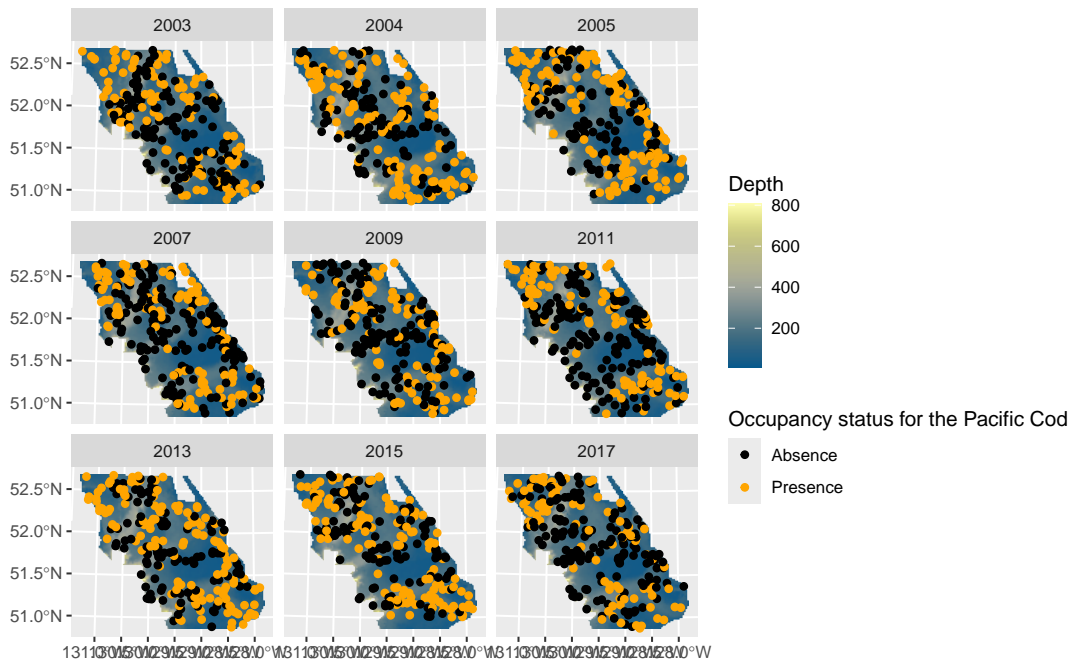 2003 2004 2005
52.5°N
52.0°N
51.5°N
51.0°N
2007 2009 2011
52.5°N
52.0°N
51.5°N
51.0°N
2013 2015 2017
52.5°N
52.0°N
51.5°N
51.0°N
Depth
800
600
400
200
Occupancy status for the Pacific Cod
Absence
Presence